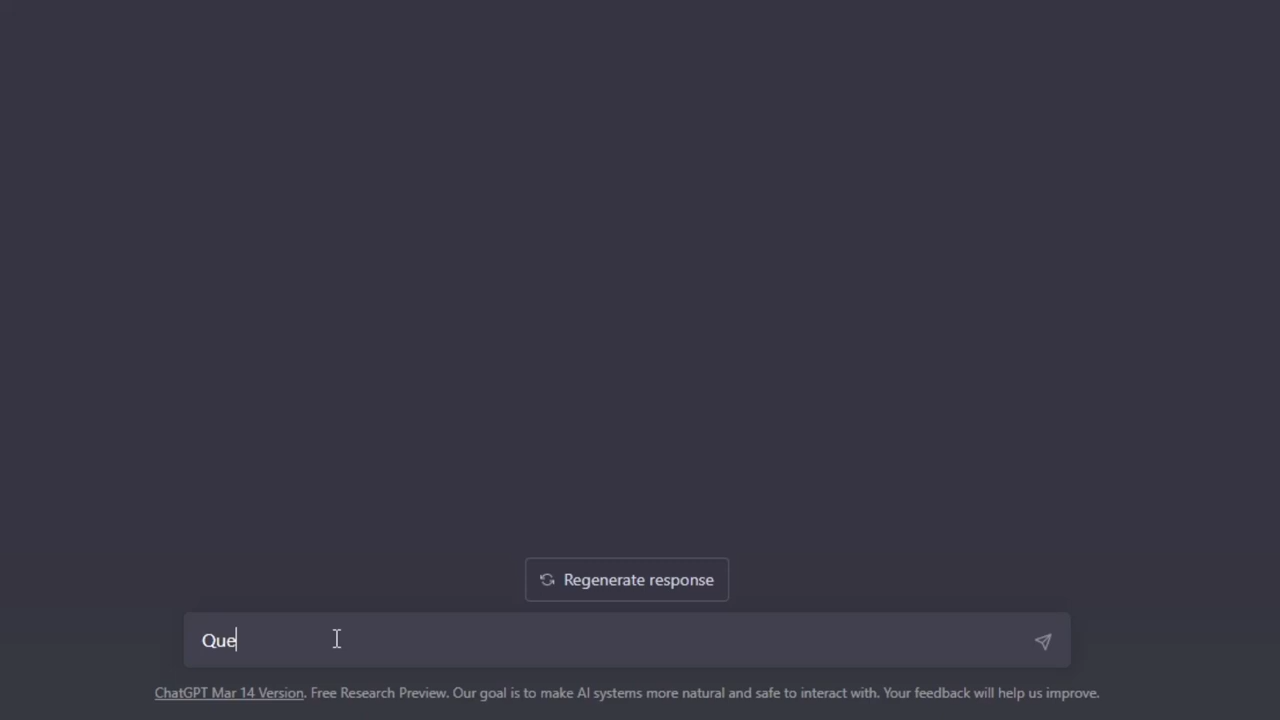 Regenerate response
Que
ChatGPT Mar 14 Version. Free Research Preview. Our goal is to make AI systems more natural and safe to interact with. Your feedback will help us improve.